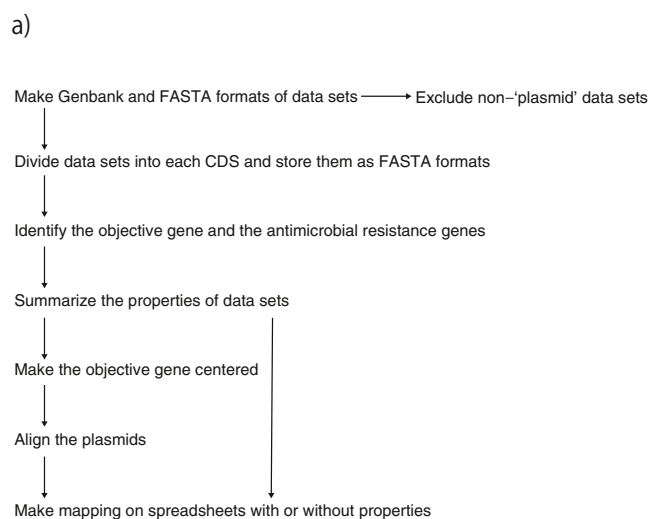 a)
Make Genbank and FASTA formats of data sets
Exclude non–'plasmid' data sets
Divide data sets into each CDS and store them as FASTA formats
Identify the objective gene and the antimicrobial resistance genes
Summarize the properties of data sets
Make the objective gene centered
Align the plasmids
Make mapping on spreadsheets with or without properties